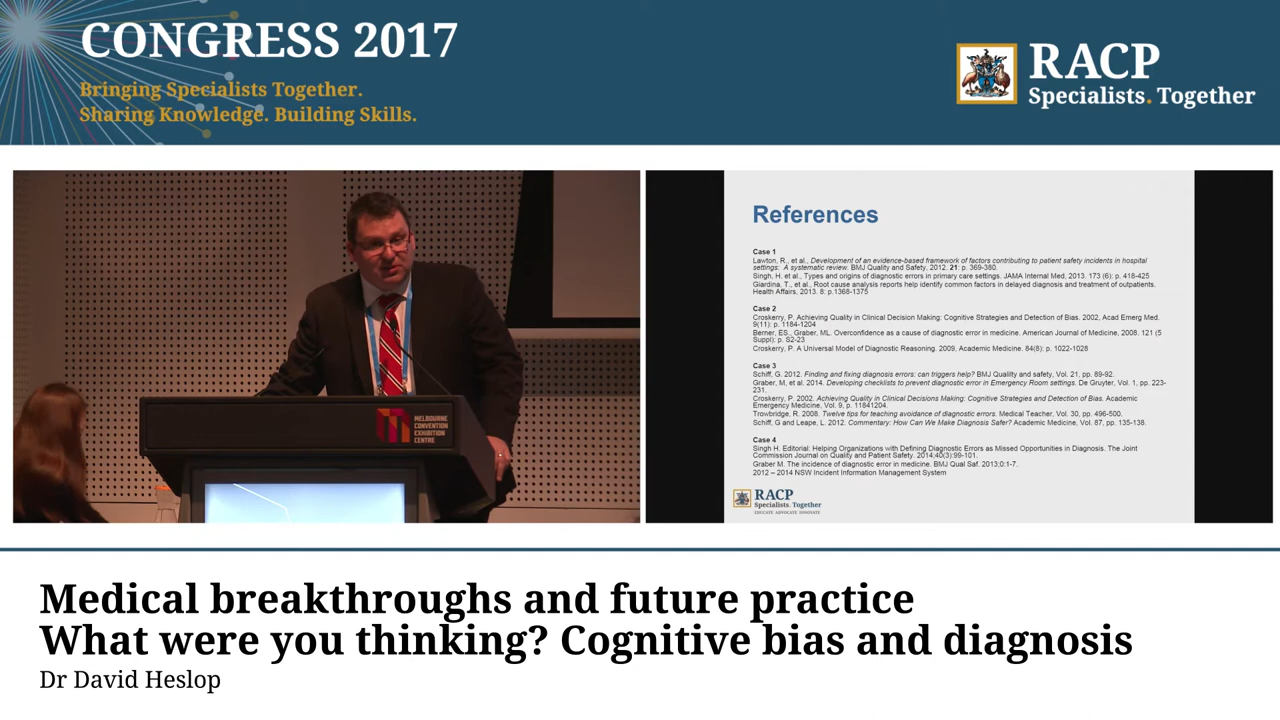 CONGRESS 2017
Bringing Specialists Together.
Sharing Knowledge. Building Skills.
RACP
Specialists. Together
MELBOURNE
CONVENTION
EXHIBITION
CENTRE
References
Case 1
Lawton, R., et al., Development of an evidence-based framework of factors contributing to patient safety incidents in hospital
settings: A systematic review. BMJ Quality and Safety, 2012. 21: p. 369-380.
Singh, H. et al., Types and origins of diagnostic errors in primary care settings. JAMA Internal Med, 2013. 173 (6): p. 418-425
Giardina, T., et al., Root cause analysis reports help identify common factors in delayed diagnosis and treatment of outpatients.
Health Affairs, 2013. 8: p.1368-1375
Case 2
Croskerry, P. Achieving Quality in Clinical Decision Making: Cognitive Strategies and Detection of Bias. 2002, Acad Emerg Med.
9(11): p. 1184-1204
Berner, ES., Graber, ML. Overconfidence as a cause of diagnostic error in medicine. American Journal of Medicine, 2008. 121 (5
Suppl): p. S2-23
Croskerry, P. A Universal Model of Diagnostic Reasoning. 2009, Academic Medicine. 84(8): p. 1022-1028
Case 3
Schiff, G. 2012. Finding and fixing diagnosis errors: can triggers help? BMJ Quality and safety, Vol. 21, pp. 89-92.
Graber, M, et al. 2014. Developing checklists to prevent diagnostic error in Emergency Room settings. De Gruyter, Vol. 1, pp. 223-
231.
Croskerry, P. 2002. Achieving Quality in Clinical Decisions Making: Cognitive Strategies and Detection of Bias. Academic
Emergency Medicine, Vol. 9, p. 11841204.
Trowbridge, R. 2008. Twelve tips for teaching avoidance of diagnostic errors. Medical Teacher, Vol. 30, pp. 496-500.
Schiff, G and Leape, L. 2012. Commentary: How Can We Make Diagnosis Safer? Academic Medicine, Vol. 87, pp. 135-138.
Case 4
Singh H. Editorial: Helping Organizations with Defining Diagnostic Errors as Missed Opportunities in Diagnosis. The Joint
Commission Journal on Quality and Patient Safety. 2014;40(3):99-101.
Graber M. The incidence of diagnostic error in medicine. BMJ Qual Saf. 2013;0:1-7.
2012 – 2014 NSW Incident Information Management System
RACP
Specialists. Together
EDUCATE ADVOCATE INNOVATE
Medical breakthroughs and future practice
What were you thinking? Cognitive bias and diagnosis
Dr David Heslop